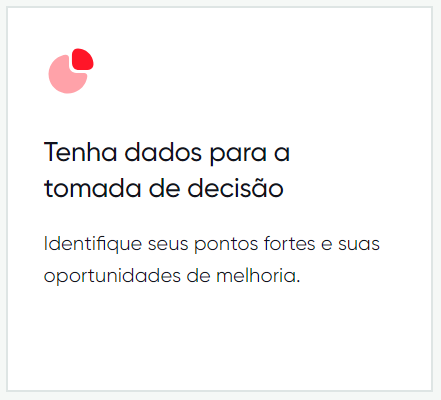 Tenha dados para a
tomada de decisão
Identifique seus pontos fortes e suas
oportunidades de melhoria.